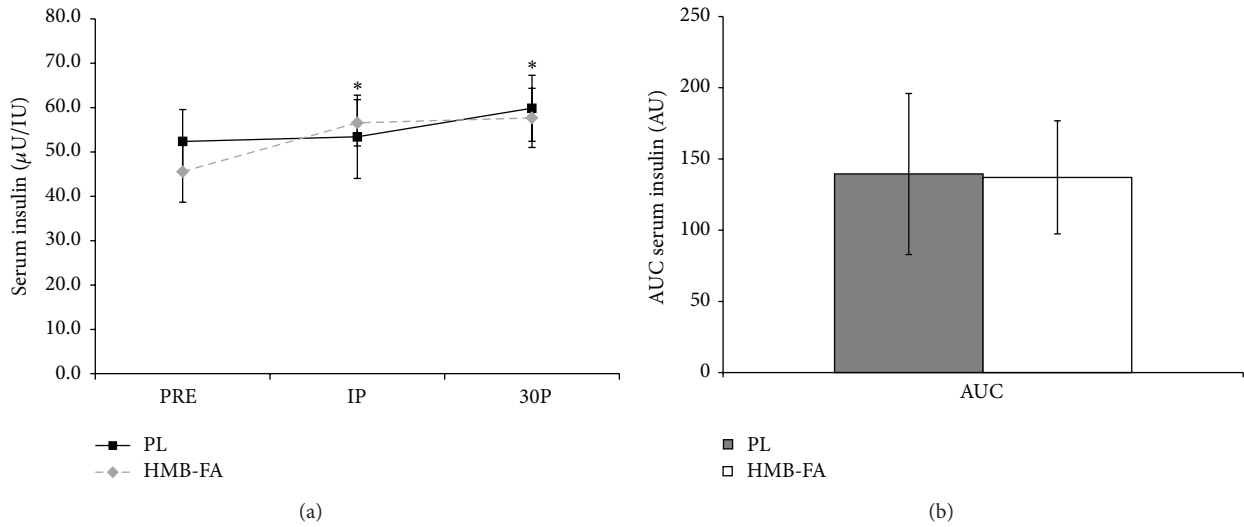 80.0
70.0
60.0
50.0
40.0
30.0
20.0
10.0
0.0
Serum insulin (μU/IU)
*
*
PRE IP 30P
PL
HMB-FA
(a)
250
200
150
100
50
0
AUC serum insulin (AU)
AUC
PL
HMB-FA
(b)